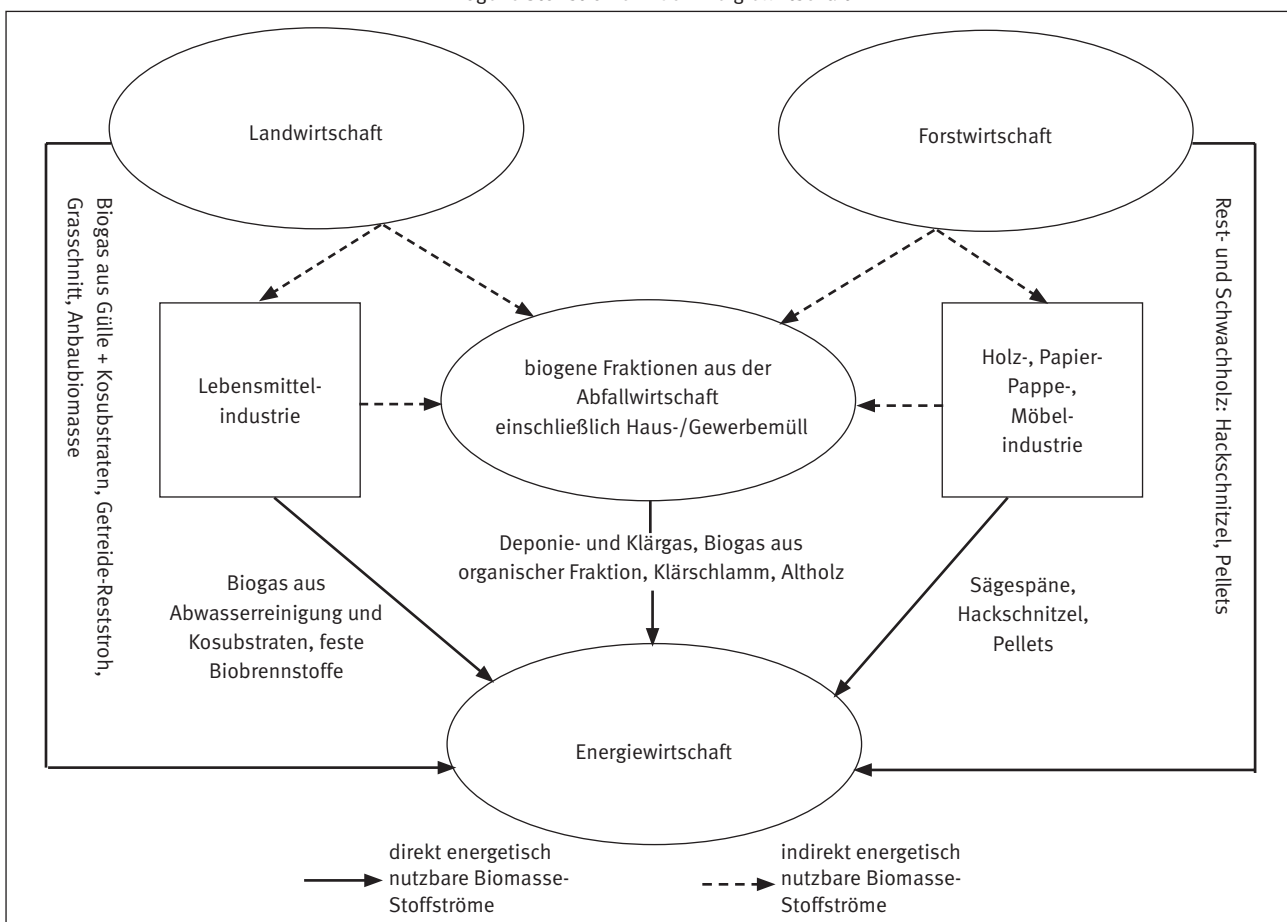 Landwirtschaft
Forstwirtschaft
Biogas aus Gülle + Kosubstraten, Getreide-Reststroh,
Grasschnitt, Anbaubiomasse
Rest- und Schwachholz: Hackschnitzel, Pellets
Lebensmittel-
industrie
biogene Fraktionen aus der
Abfallwirtschaft
einschließlich Haus-/Gewerbemüll
Holz-, Papier-
Pappe-,
Möbel-
industrie
Deponie- und Klärgas, Biogas aus
organischer Fraktion, Klärschlamm, Altholz
Biogas aus
Abwasserreinigung und
Kosubstraten, feste
Biobrennstoffe
Sägespäne,
Hackschnitzel,
Pellets
Energiewirtschaft
direkt energetisch
nutzbare Biomasse-
Stoffströme
indirekt energetisch
nutzbare Biomasse-
Stoffströme